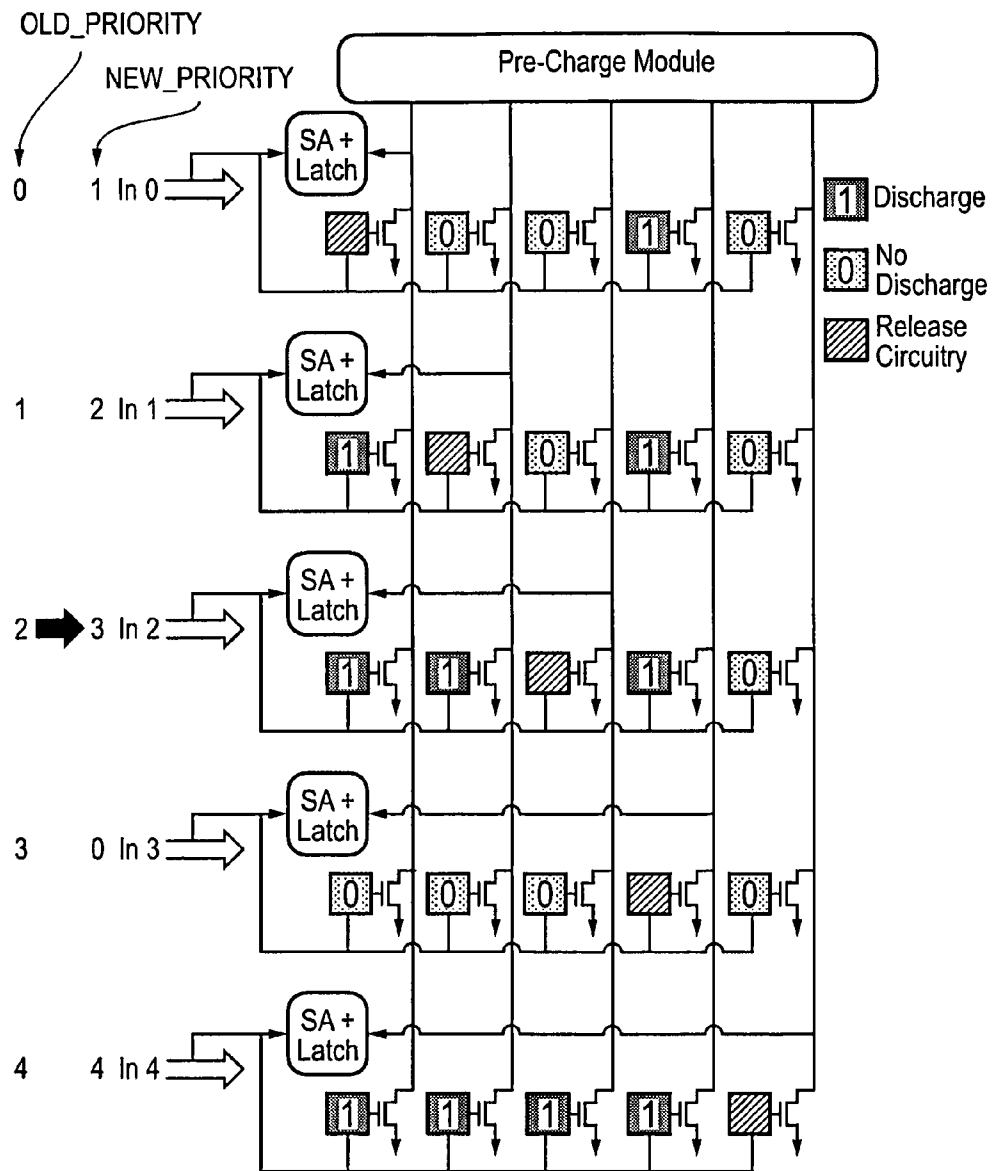 OLD_PRIORITY
NEW_PRIORITY
Pre-Charge Module
SA +
Latch
0 1 In 0
0 0 1 0
1 Discharge
0 No
Discharge
Release
Circuitry
SA +
Latch
1 2 In 1
1 0 1 0
SA +
Latch
2 3 In 2
1 1 1 0
SA +
Latch
3 0 In 3
0 0 0 0
SA +
Latch
4 4 In 4
1 1 1 1